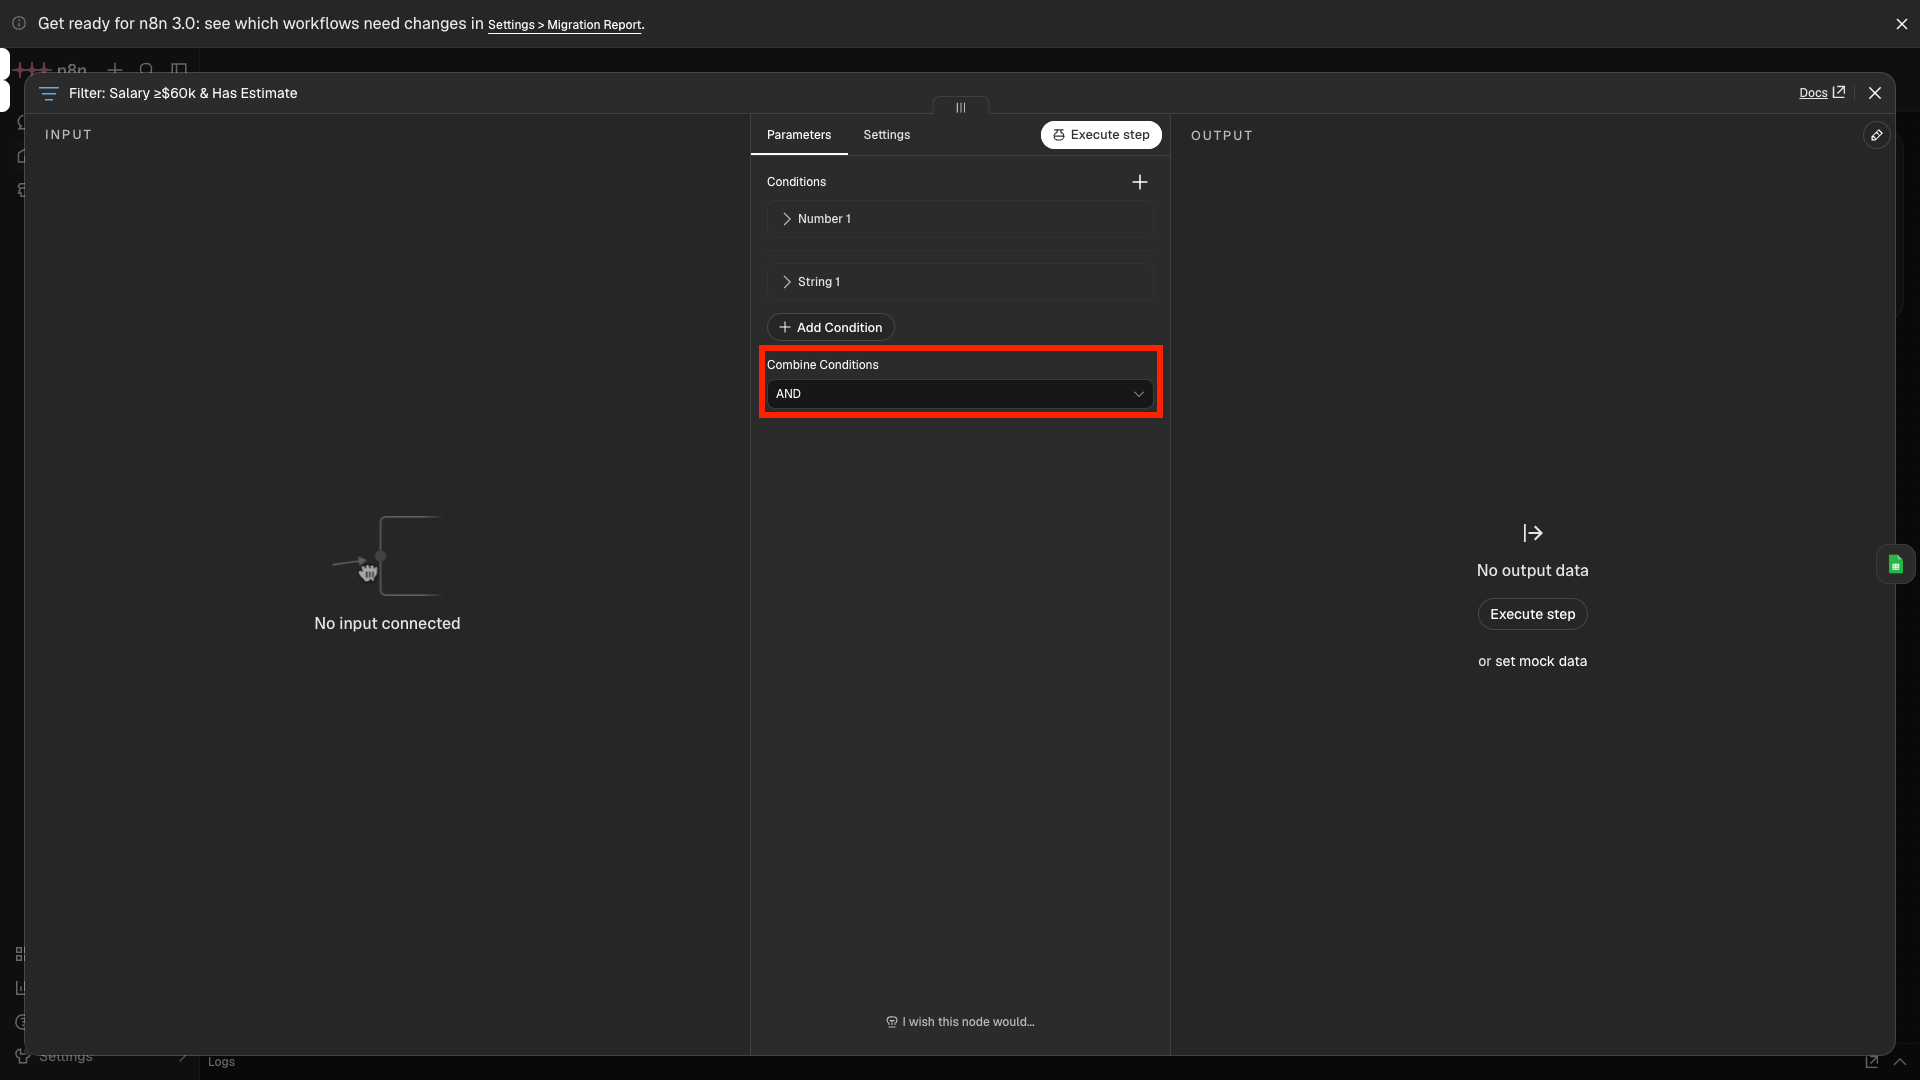 Get ready for n8n 3.0: see which workflows need changes in Settings > Migration Report.
n8n
Filter: Salary ≥$60k & Has Estimate
Docs
INPUT
Parameters
Settings
Execute step
OUTPUT
Conditions
Number 1
String 1
Add Condition
Combine Conditions
AND
No input connected
No output data
Execute step
or set mock data
I wish this node would...
Settings
Logs